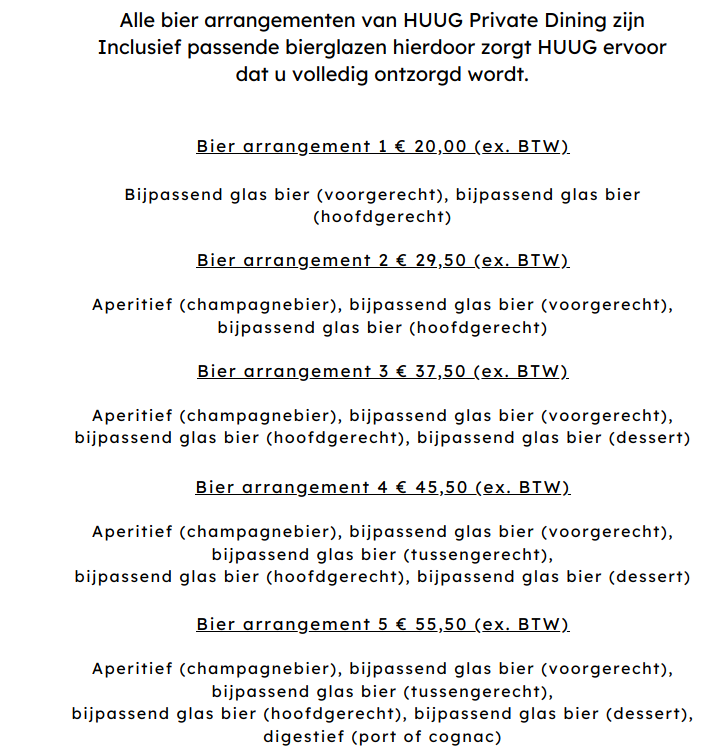 Alle bier arrangementen van HUUG Private Dining zijn
Inclusief passende bierglazen hierdoor zorgt HUUG ervoor
dat u volledig ontzorgd wordt.
Bier arrangement 1 € 20,00 (ex. BTW)
Bijpassend glas bier (voorgerecht), bijpassend glas bier
(hoofdgerecht)
Bier arrangement 2 € 29,50 (ex. BTW)
Aperitief (champagnebier), bijpassend glas bier (voorgerecht),
bijpassend glas bier (hoofdgerecht)
Bier arrangement 3 € 37,50 (ex. BTW)
Aperitief (champagnebier), bijpassend glas bier (voorgerecht),
bijpassend glas bier (hoofdgerecht), bijpassend glas bier (dessert)
Bier arrangement 4 € 45,50 (ex. BTW)
Aperitief (champagnebier), bijpassend glas bier (voorgerecht),
bijpassend glas bier (tussengerecht),
bijpassend glas bier (hoofdgerecht), bijpassend glas bier (dessert)
Bier arrangement 5 € 55,50 (ex. BTW)
Aperitief (champagnebier), bijpassend glas bier (voorgerecht),
bijpassend glas bier (tussengerecht),
bijpassend glas bier (hoofdgerecht), bijpassend glas bier (dessert),
digestief (port of cognac)